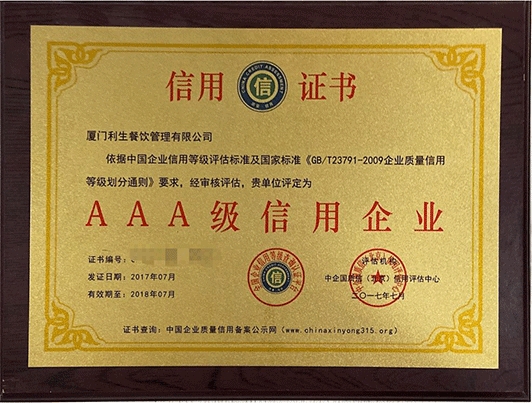 信用 信 证书
厦门利生餐饮管理有限公司
依据中国企业信用等级评估标准及国家标准《GB/T23791-2009企业质量信用
等级划分通则》要求，经审核评估，贵单位评定为
AAA级信用企业
证书编号：
评估机构
发证日期：2017年07月
中企国质信（北京）信用评估中心
有效期至：2018年07月
二〇一七年七月
信
证书查询：中国企业质量信用备案公示网（www.chinaxinyong315.org）